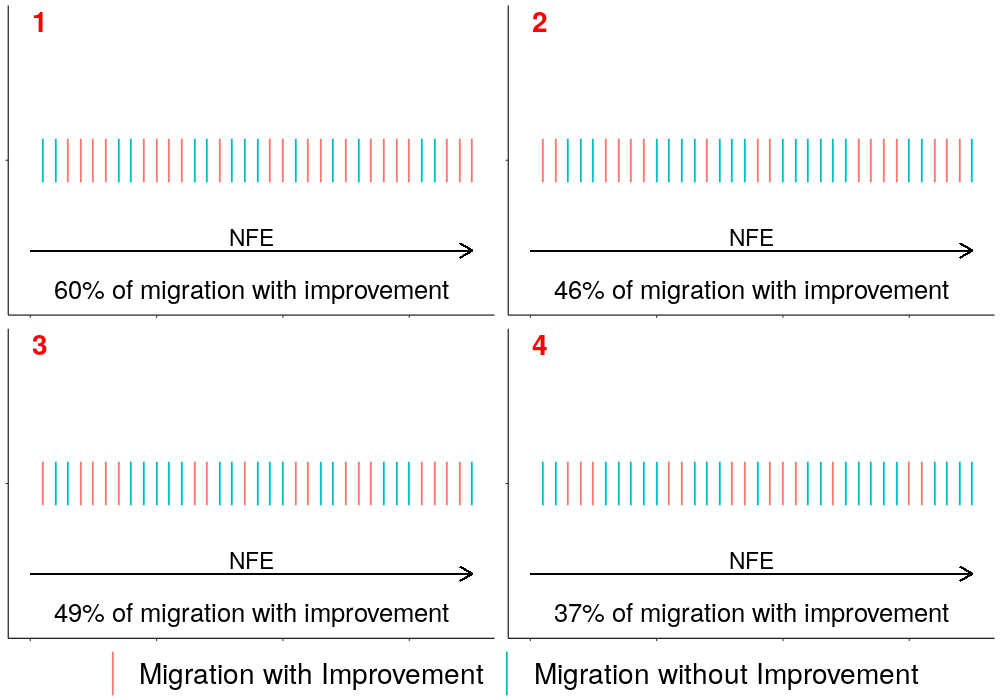 1
NFE
60% of migration with improvement
2
NFE
46% of migration with improvement
3
NFE
49% of migration with improvement
4
NFE
37% of migration with improvement
Migration with Improvement
Migration without Improvement